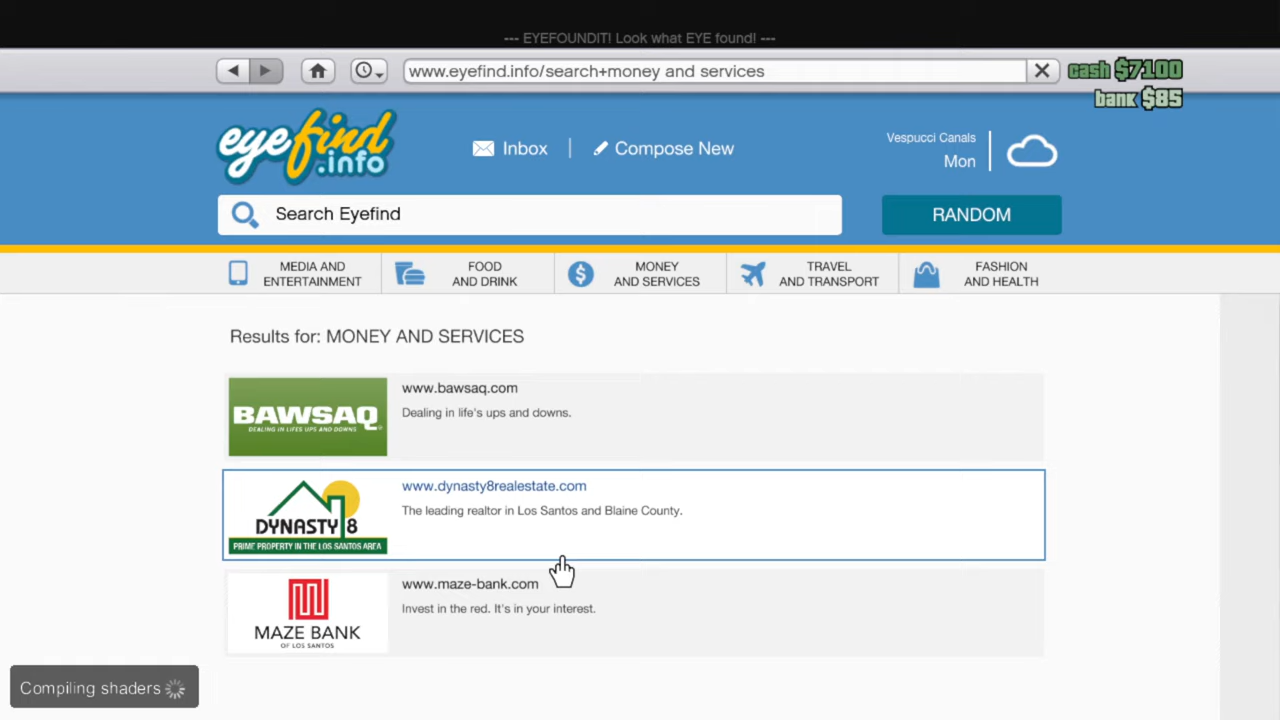 --- EYEFOUNDIT! Look what EYE found! ---
www.eyefind.info/search+money and services
cash $7100
bank $85
eyefind
.info
Inbox
Compose New
Vespucci Canals
Mon
Search Eyefind
RANDOM
MEDIA AND
ENTERTAINMENT
FOOD
AND DRINK
MONEY
AND SERVICES
TRAVEL
AND TRANSPORT
FASHION
AND HEALTH
Results for: MONEY AND SERVICES
BAWSAQ
DEALING IN LIFES UPS AND DOWNS
www.bawsaq.com
Dealing in life's ups and downs.
DYNASTY 8
PRIME PROPERTY IN THE LOS SANTOS AREA
www.dynasty8realestate.com
The leading realtor in Los Santos and Blaine County.
MAZE BANK
OF LOS SANTOS
www.maze-bank.com
Invest in the red. It's in your interest.
Compiling shaders